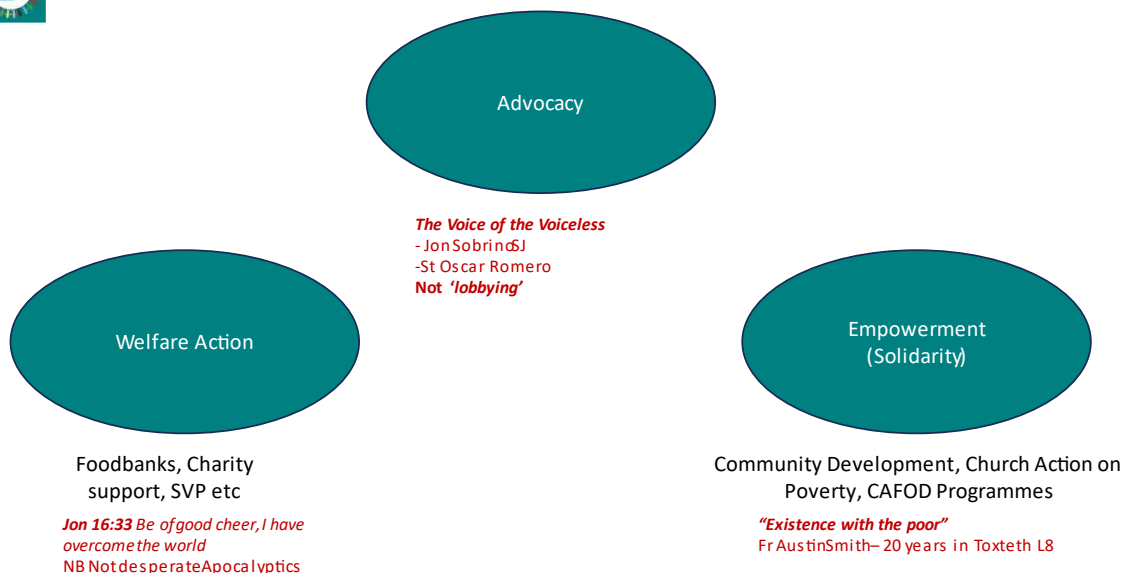 Advocacy
The Voice of the Voiceless
- Jon Sobrino SJ
-St Oscar Romero
Not ‘lobbying’
Welfare Action
Foodbanks, Charity
support, SVP etc
Jon 16:33 Be of good cheer, I have
overcome the world
NB Not desperate Apocalyptics
Empowerment
(Solidarity)
Community Development, Church Action on
Poverty, CAFOD Programmes
“Existence with the poor”
Fr Austin Smith– 20 years in Toxteth L8